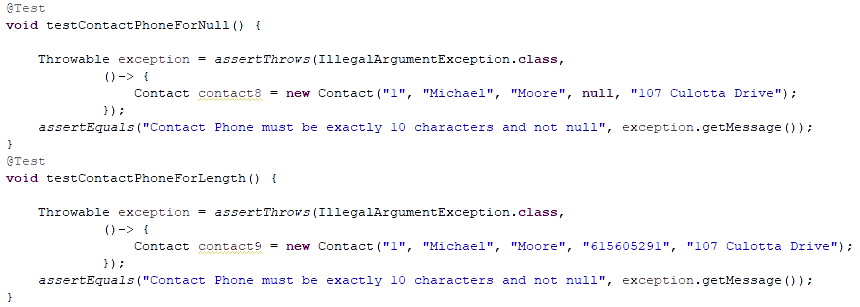 @Test
void testContactPhoneForNull() {
Throwable exception = assertThrows(IllegalArgumentException.class,
()-> {
Contact contact8 = new Contact("1", "Michael", "Moore", null, "107 Culotta Drive");
});
assertEquals("Contact Phone must be exactly 10 characters and not null", exception.getMessage());
}
@Test
void testContactPhoneForLength() {
Throwable exception = assertThrows(IllegalArgumentException.class,
()-> {
Contact contact9 = new Contact("1", "Michael", "Moore", "615605291", "107 Culotta Drive");
});
assertEquals("Contact Phone must be exactly 10 characters and not null", exception.getMessage());
}